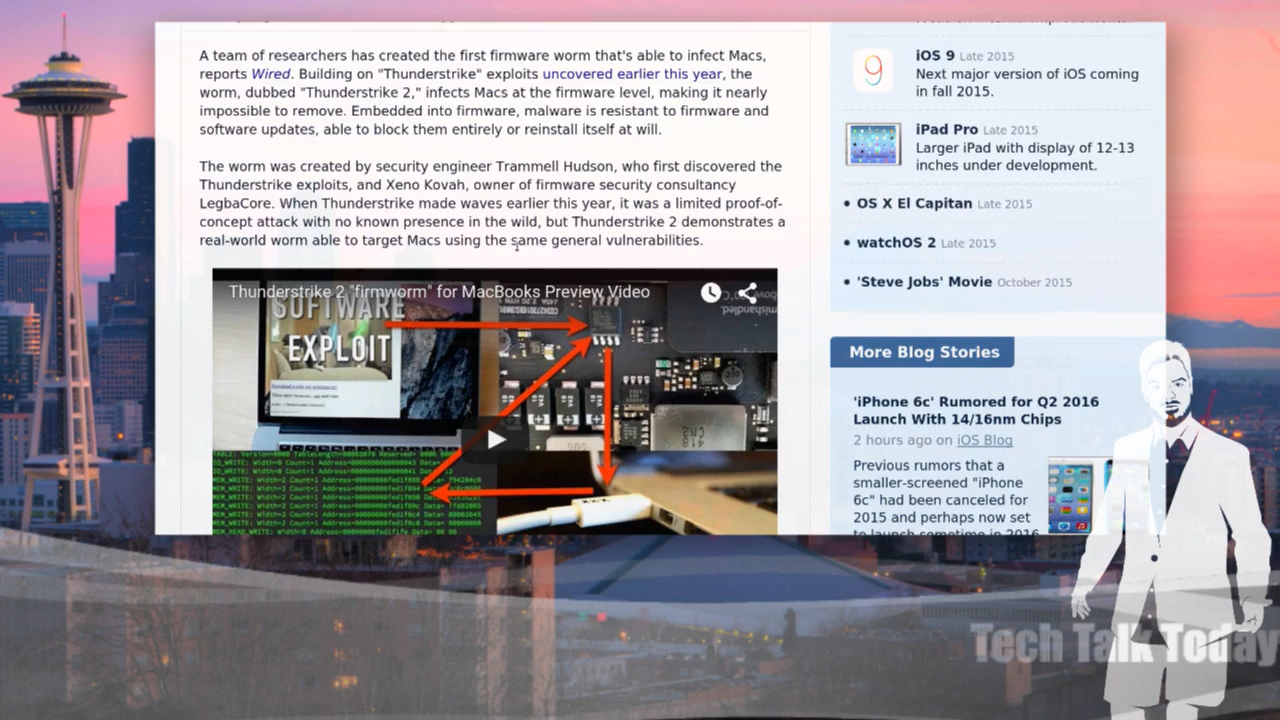 A team of researchers has created the first firmware worm that's able to infect Macs,
reports Wired. Building on "Thunderstrike" exploits uncovered earlier this year, the
worm, dubbed "Thunderstrike 2," infects Macs at the firmware level, making it nearly
impossible to remove. Embedded into firmware, malware is resistant to firmware and
software updates, able to block them entirely or reinstall itself at will.
The worm was created by security engineer Trammell Hudson, who first discovered the
Thunderstrike exploits, and Xeno Kovah, owner of firmware security consultancy
LegbaCore. When Thunderstrike made waves earlier this year, it was a limited proof-of-
concept attack with no known presence in the wild, but Thunderstrike 2 demonstrates a
real-world worm able to target Macs using the same general vulnerabilities.
Thunderstrike 2 "firmworm" for MacBooks Preview Video
SOFTWARE
EXPLOIT
iOS 9 Late 2015
Next major version of iOS coming
in fall 2015.
iPad Pro Late 2015
Larger iPad with display of 12-13
inches under development.
• OS X El Capitan Late 2015
• watchOS 2 Late 2015
• 'Steve Jobs' Movie October 2015
More Blog Stories
'iPhone 6c' Rumored for Q2 2016
Launch With 14/16nm Chips
2 hours ago on iOS Blog
Previous rumors that a
smaller-screened "iPhone
6c" had been canceled for
2015 and perhaps now set
to launch sometime in 2016
Tech Talk Today